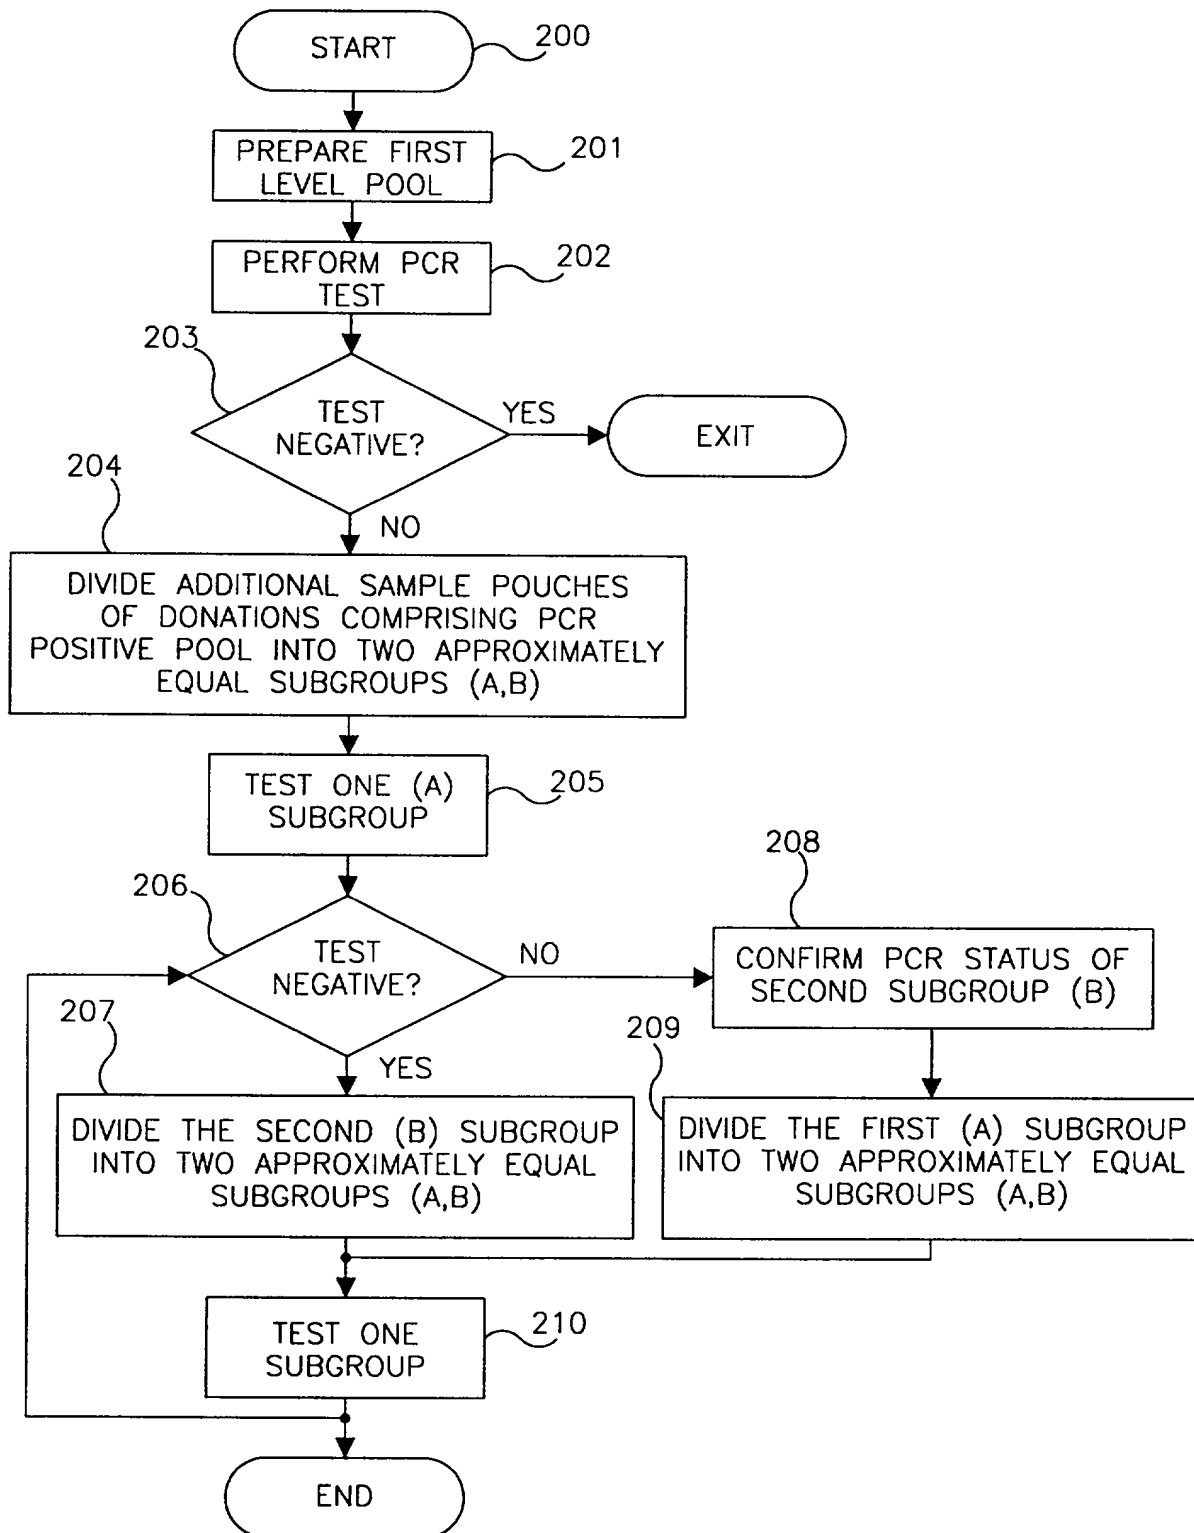 START
200
PREPARE FIRST
LEVEL POOL
201
PERFORM PCR
TEST
202
203
TEST
NEGATIVE?
YES
EXIT
NO
204
DIVIDE ADDITIONAL SAMPLE POUCHES
OF DONATIONS COMPRISING PCR
POSITIVE POOL INTO TWO APPROXIMATELY
EQUAL SUBGROUPS (A,B)
TEST ONE (A)
SUBGROUP
205
206
TEST
NEGATIVE?
NO
208
CONFIRM PCR STATUS OF
SECOND SUBGROUP (B)
YES
207
DIVIDE THE SECOND (B) SUBGROUP
INTO TWO APPROXIMATELY EQUAL
SUBGROUPS (A,B)
209
DIVIDE THE FIRST (A) SUBGROUP
INTO TWO APPROXIMATELY EQUAL
SUBGROUPS (A,B)
TEST ONE
SUBGROUP
210
END